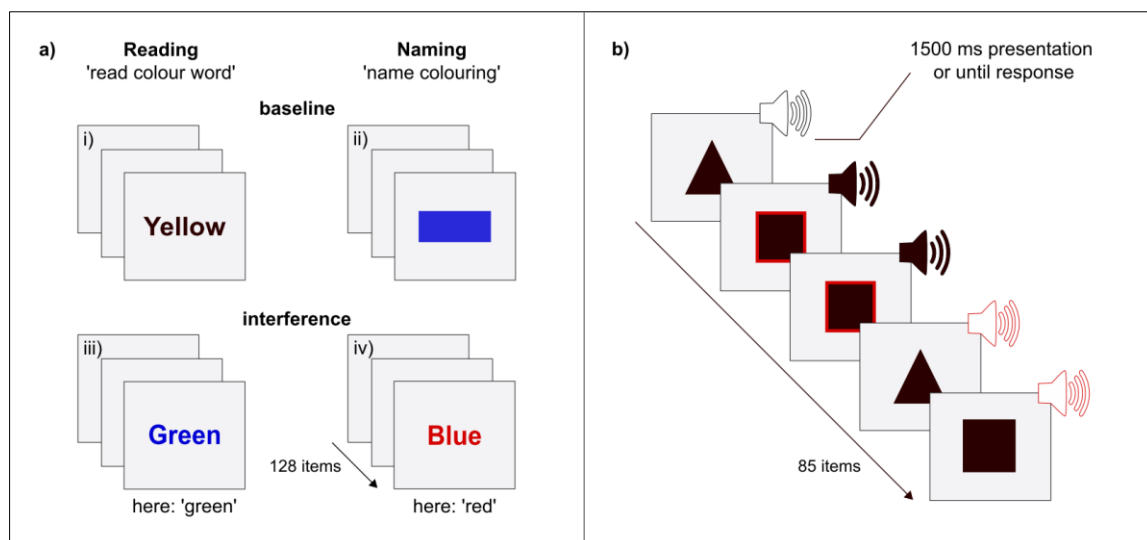 a)
Reading
'read colour word'
Naming
'name colouring'
baseline
i)
Yellow
ii)
interference
iii)
Green
iv)
Blue
128 items
here: 'green'
here: 'red'
b)
1500 ms presentation
or until response
85 items